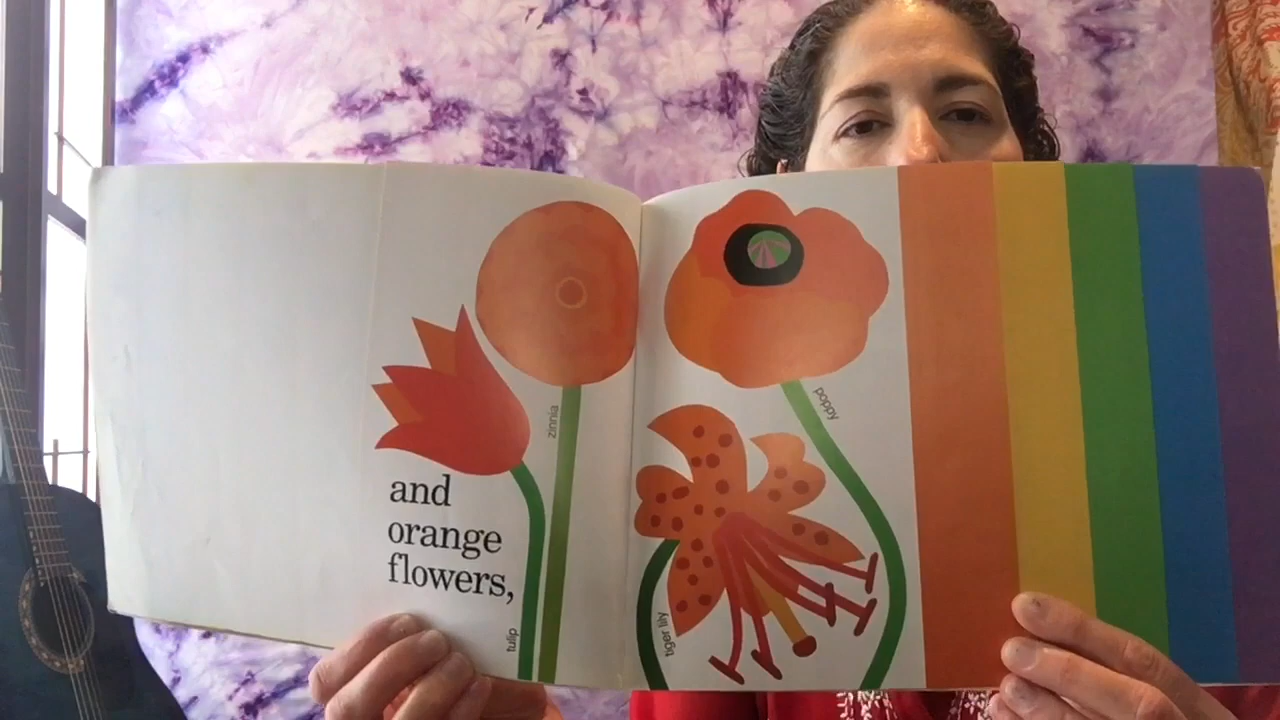 and
orange
flowers,
tulip
zinnia
poppy
tiger lily